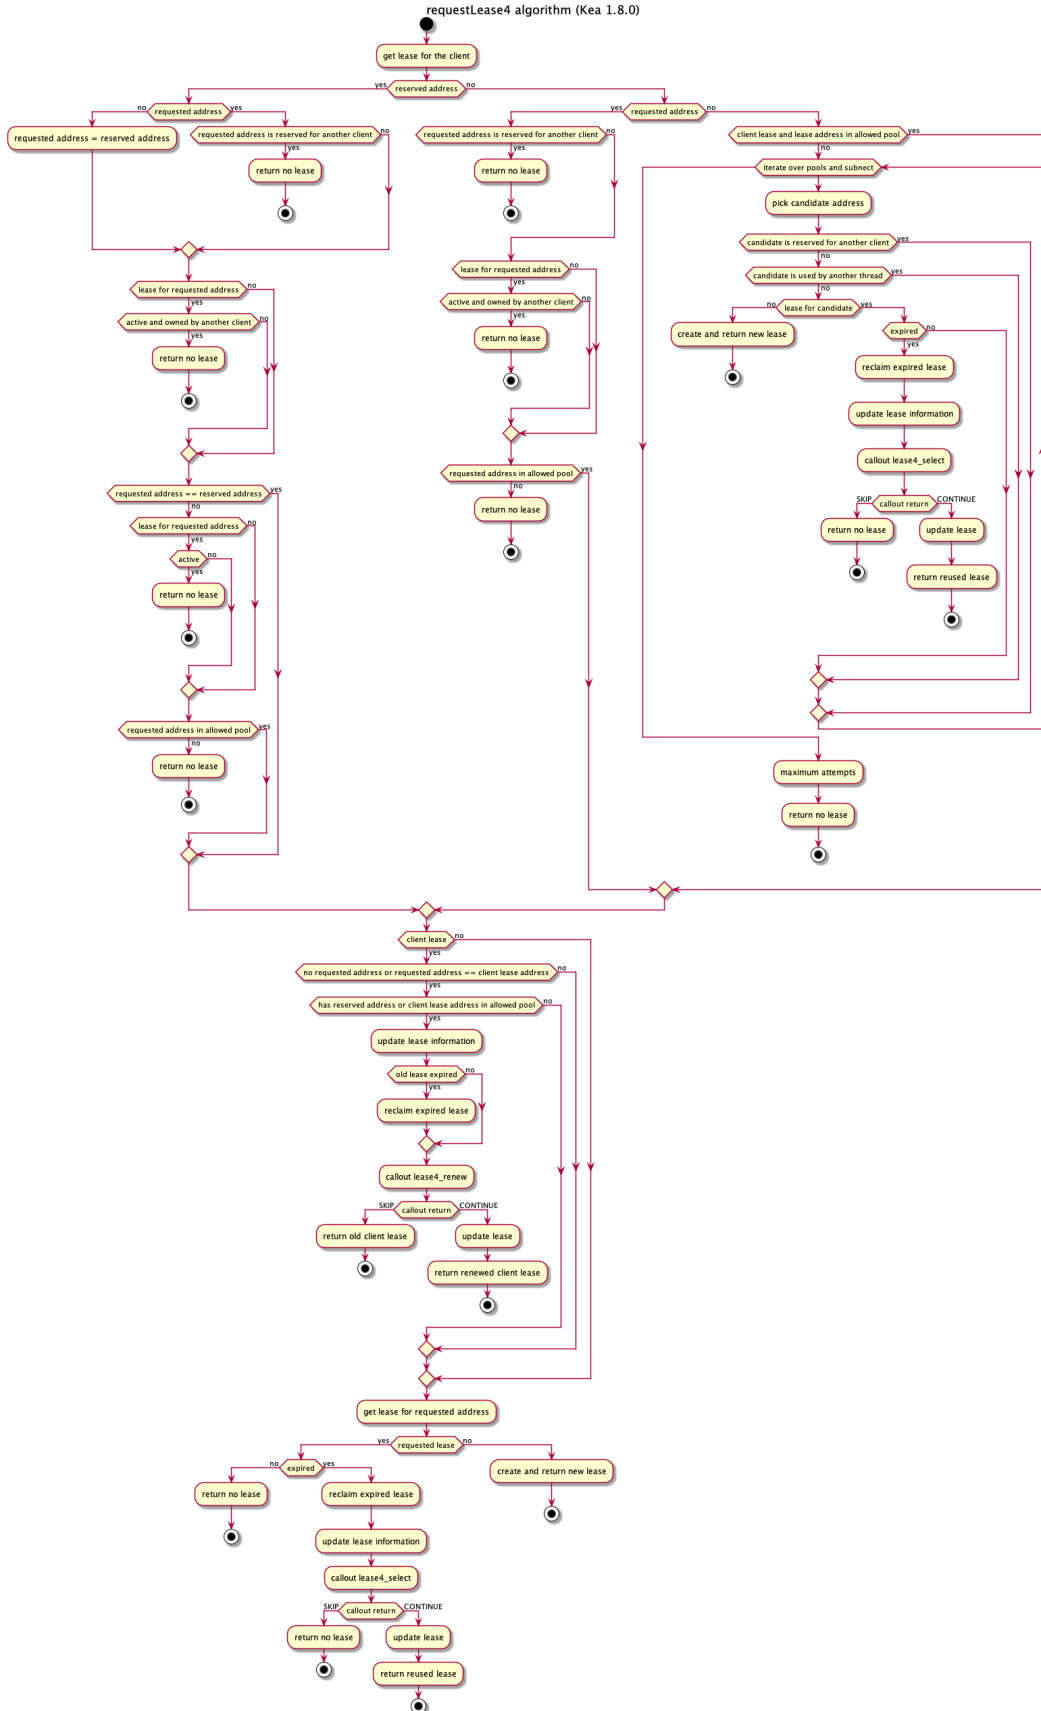 requestLease4 algorithm (Kea 1.8.0)
get lease for the client
yes
reserved address
no
no
requested address
yes
requested address = reserved address
requested address is reserved for another client
no
yes
return no lease
lease for requested address
no
yes
active and owned by another client
no
yes
return no lease
requested address == reserved address
yes
no
lease for requested address
no
yes
active
no
yes
return no lease
requested address in allowed pool
yes
no
return no lease
yes
requested address
no
requested address is reserved for another client
no
yes
return no lease
lease for requested address
no
yes
active and owned by another client
no
yes
return no lease
requested address in allowed pool
yes
no
return no lease
client lease and lease address in allowed pool
yes
no
iterate over pools and subnect
pick candidate address
candidate is reserved for another client
yes
no
candidate is used by another thread
yes
no
no
lease for candidate
yes
create and return new lease
expired
no
yes
reclaim expired lease
update lease information
callout lease4_select
SKIP
callout return
CONTINUE
return no lease
update lease
return reused lease
maximum attempts
return no lease
client lease
no
yes
no requested address or requested address == client lease address
no
yes
has reserved address or client lease address in allowed pool
no
yes
update lease information
old lease expired
no
yes
reclaim expired lease
callout lease4_renew
SKIP
callout return
CONTINUE
return old client lease
update lease
return renewed client lease
get lease for requested address
yes
requested lease
no
no
expired
yes
create and return new lease
return no lease
reclaim expired lease
update lease information
callout lease4_select
SKIP
callout return
CONTINUE
return no lease
update lease
return reused lease